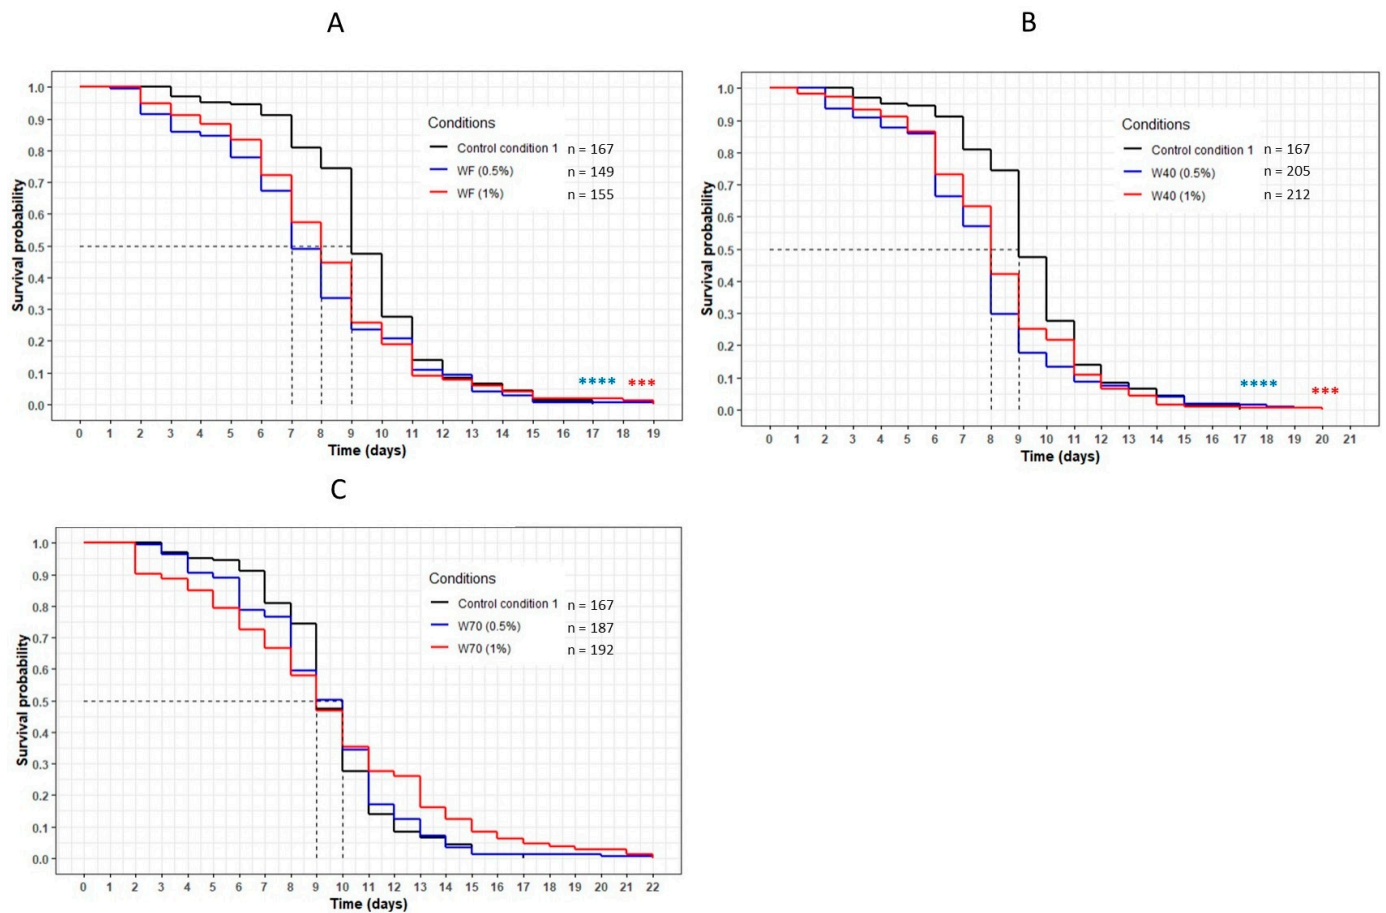 A
Survival probability
1.0
0.9
0.8
0.7
0.6
0.5
0.4
0.3
0.2
0.1
0.0
Conditions
Control condition 1 n = 167
WF (0.5%) n = 149
WF (1%) n = 155
**** ***
0 1 2 3 4 5 6 7 8 9 10 11 12 13 14 15 16 17 18 19
Time (days)
B
Survival probability
1.0
0.9
0.8
0.7
0.6
0.5
0.4
0.3
0.2
0.1
0.0
Conditions
Control condition 1 n = 167
W40 (0.5%) n = 205
W40 (1%) n = 212
**** ***
0 1 2 3 4 5 6 7 8 9 10 11 12 13 14 15 16 17 18 19 20 21
Time (days)
C
Survival probability
1.0
0.9
0.8
0.7
0.6
0.5
0.4
0.3
0.2
0.1
0.0
Conditions
Control condition 1 n = 167
W70 (0.5%) n = 187
W70 (1%) n = 192
0 1 2 3 4 5 6 7 8 9 10 11 12 13 14 15 16 17 18 19 20 21 22
Time (days)